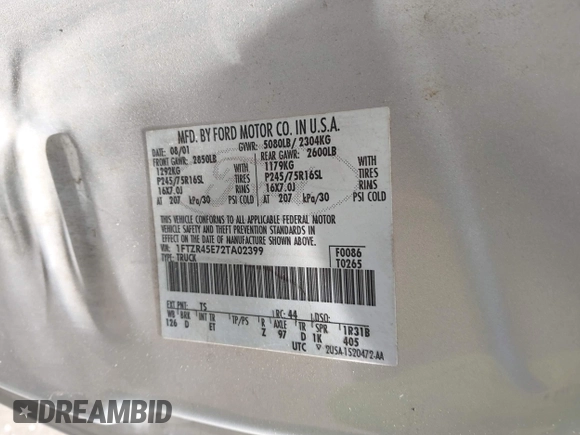 MFD. BY FORD MOTOR CO. IN U.S.A.
DATE: 08/01 GVWR: 5080LB/ 2304KG
FRONT GAWR: 2850LB REAR GAWR: 2600LB
1292KG WITH 1179KG WITH
P245/75R16SL TIRES P245/75R16SL TIRES
16X7.0J RIMS 16X7.0J RIMS
AT 207 kPa/30 PSI COLD AT 207 kPa/30 PSI COLD
THIS VEHICLE CONFORMS TO ALL APPLICABLE FEDERAL MOTOR
VEHICLE SAFETY AND THEFT PREVENTION STANDARDS IN
EFFECT ON THE DATE OF MANUFACTURE SHOWN ABOVE.
1FTZR45E72TA02399 F0086
TYPE: TRUCK T0265
EXT PNT: TS RC: 44 DSO:
WB BRK INT TR TP/PS R AXLE TR SPR 1R31B
126 D ET Z 97 D 1K 405
UTC 2USA-1520472-AA
DREAMBID